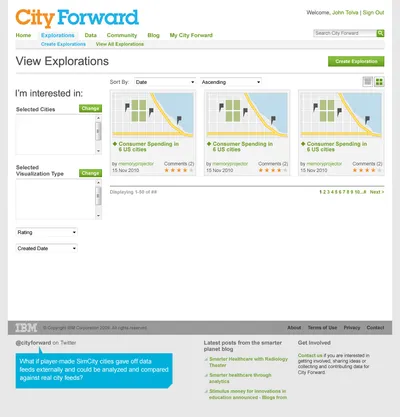 City Forward
Welcome, John Tolva | Sign Out
Home Explorations Data Community Blog My City Forward
Search City Forward
Create Explorations View All Explorations
View Explorations
Create Exploration
Sort By: Date Ascending
I'm interested in:
Selected Cities Change
Consumer Spending in
6 US cities
by memoryprojector Comments (2)
15 Nov 2010
Consumer Spending in
6 US cities
by memoryprojector Comments (2)
15 Nov 2010
Consumer Spending in
6 US cities
by memoryprojector Comments (2)
15 Nov 2010
Selected
Visualization Type Change
Displaying 1-50 of ##
1 2 3 4 5 6 7 8 9 10...# Next >
Rating
Created Date
IBM © Copyright IBM Corporation 2009. All rights reserved.
About Terms of Use Privacy Contact
@cityforward on Twitter
What if player-made SimCity cities gave off data
feeds externally and could be analyzed and compared
against real city feeds?
Latest posts from the smarter
planet blog
Smarter Healthcare with Radiology
Theater
Smarter healthcare through
analytics
Stimulus money for innovations in
education announced - Blogs from
Get Involved
Contact us if you are interested in
getting involved, sharing ideas or
collecting and contributing data for
City Forward.